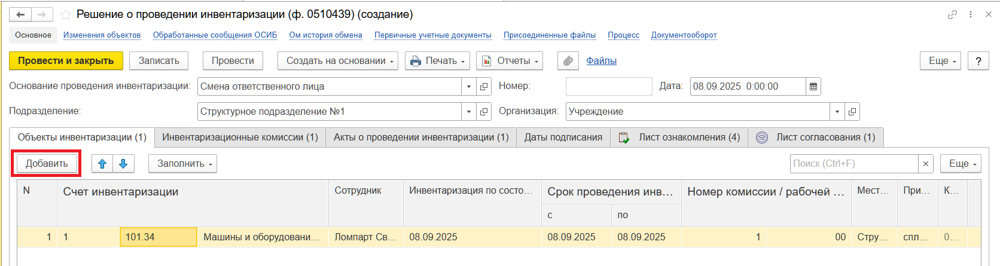 Решение о проведении инвентаризации (ф. 0510439) (создание)
Основное Изменения объектов Обработанные сообщения ОСИБ Ом история обмена Первичные учетные документы Присоединенные файлы Процесс Документооборот
Провести и закрыть Записать Провести Создать на основании Печать Отчеты Файлы Еще ?
Основание проведения инвентаризации: Смена ответственного лица Номер: Дата: 08.09.2025 0:00:00
Подразделение: Структурное подразделение №1 Организация: Учреждение
Объекты инвентаризации (1) Инвентаризационные комиссии (1) Акты о проведении инвентаризации (1) Даты подписания Лист ознакомления (4) Лист согласования (1)
Добавить Заполнить Поиск (Ctrl+F) × Еще
N Счет инвентаризации Сотрудник Инвентаризация по состо... Срок проведения инв... Номер комиссии / рабочей ... Мест... При... К...
с по
1 1 101.34 Машины и оборудовани... Ломпарт Св... 08.09.2025 08.09.2025 08.09.2025 1 00 Стру... спл... 0...